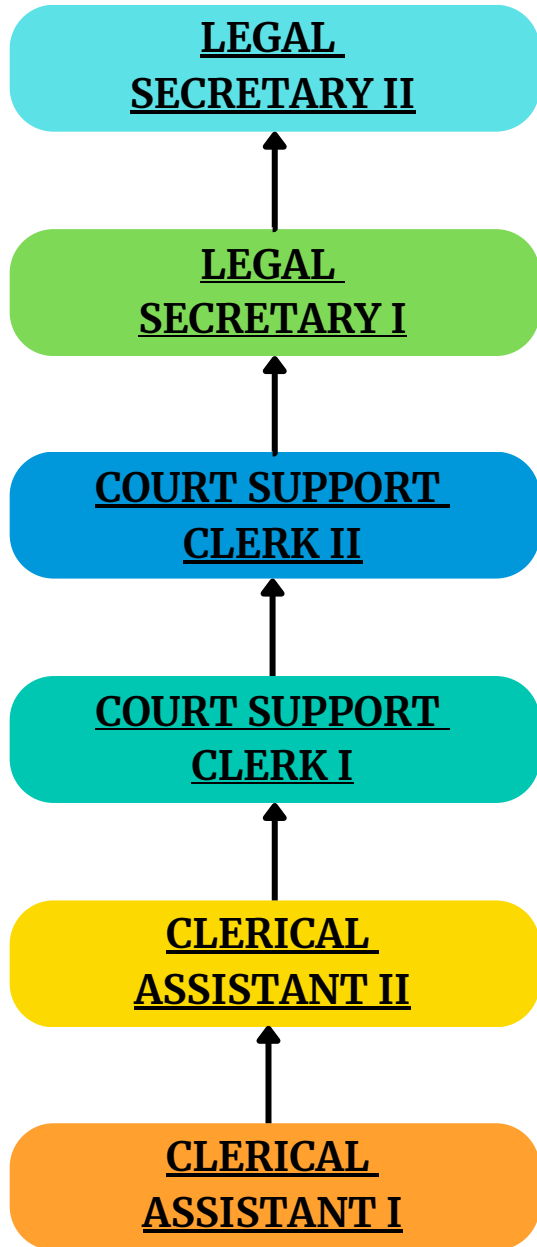 LEGAL
SECRETARY II
LEGAL
SECRETARY I
COURT SUPPORT
CLERK II
COURT SUPPORT
CLERK I
CLERICAL
ASSISTANT II
CLERICAL
ASSISTANT I